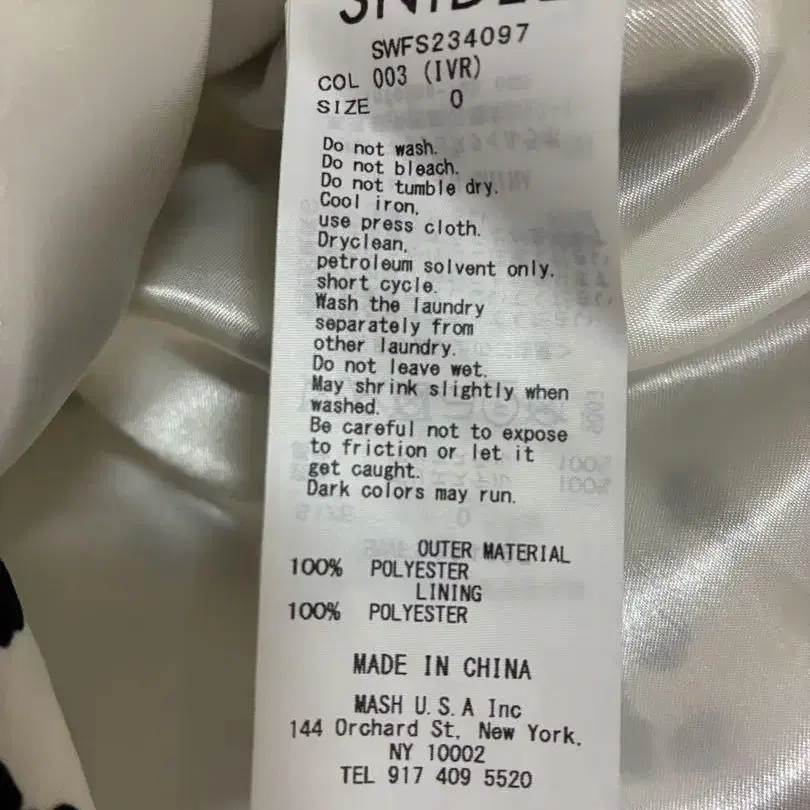 SNIDEL
SWFS234097
COL 003 (IVR)
SIZE 0
Do not wash.
Do not bleach.
Do not tumble dry.
Cool iron,
use press cloth.
Dryclean,
petroleum solvent only.
short cycle.
Wash the laundry
separately from
other laundry.
Do not leave wet.
May shrink slightly when
washed.
Be careful not to expose
to friction or let it
get caught.
Dark colors may run.
OUTER MATERIAL
100% POLYESTER
LINING
100% POLYESTER
MADE IN CHINA
MASH U.S.A Inc
144 Orchard St, New York,
NY 10002
TEL 917 409 5520